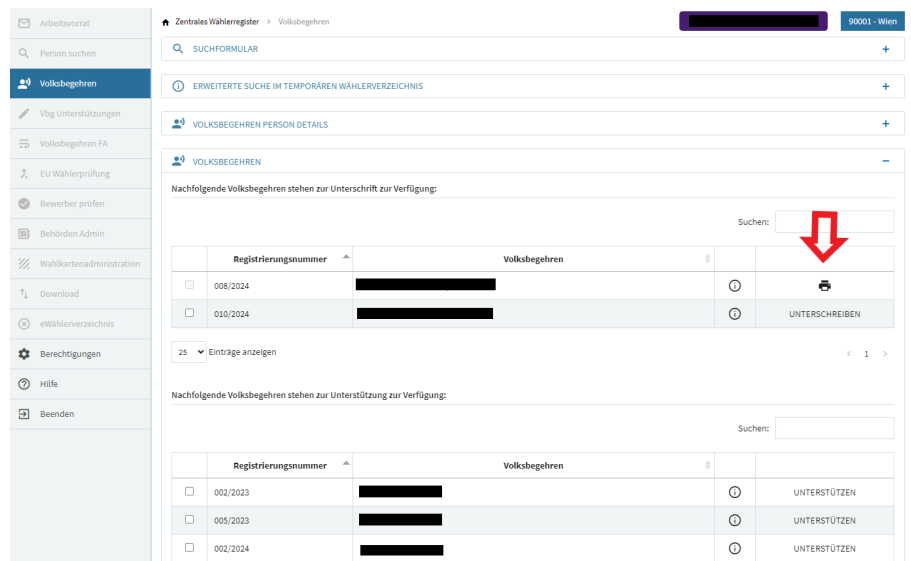 Arbeitsvorrat
Person suchen
Volksbegehren
Vbg Unterstützungen
Volksbegehren FA
EU Wählerprüfung
Bewerber prüfen
Behörden Admin
Wahlkartenadministration
Download
eWählerverzeichnis
Berechtigungen
Hilfe
Beenden
Zentrales Wählerregister > Volksbegehren
90001 - Wien
SUCHFORMULAR +
ERWEITERTE SUCHE IM TEMPORÄREN WÄHLERVERZEICHNIS +
VOLKSBEGEHREN PERSON DETAILS +
VOLKSBEGEHREN −
Nachfolgende Volksbegehren stehen zur Unterschrift zur Verfügung:
Suchen:
Registrierungsnummer Volksbegehren
008/2024
010/2024 UNTERSCHREIBEN
25 Einträge anzeigen < 1 >
Nachfolgende Volksbegehren stehen zur Unterstützung zur Verfügung:
Suchen:
Registrierungsnummer Volksbegehren
002/2023 UNTERSTÜTZEN
005/2023 UNTERSTÜTZEN
002/2024 UNTERSTÜTZEN